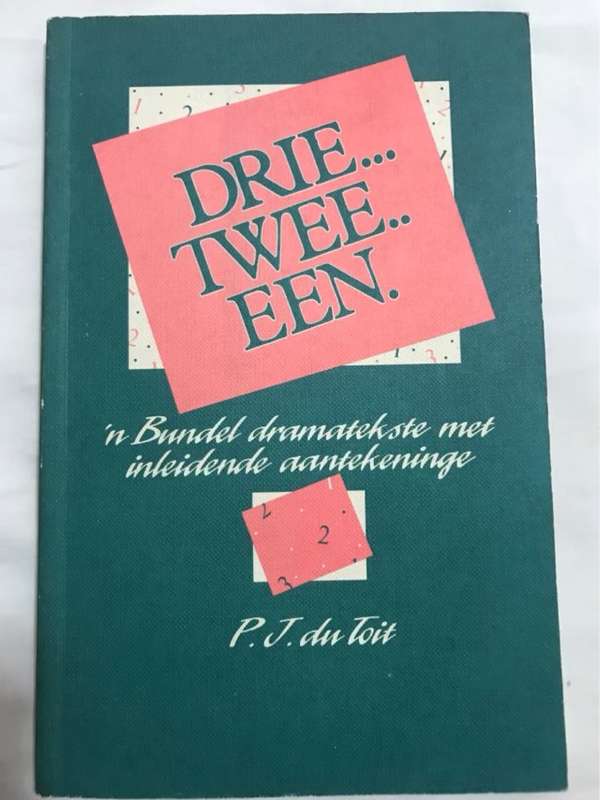 DRIE...
TWEE..
EEN.
'n Bundel dramatekste met
inleidende aantekeninge
P. J. du Toit